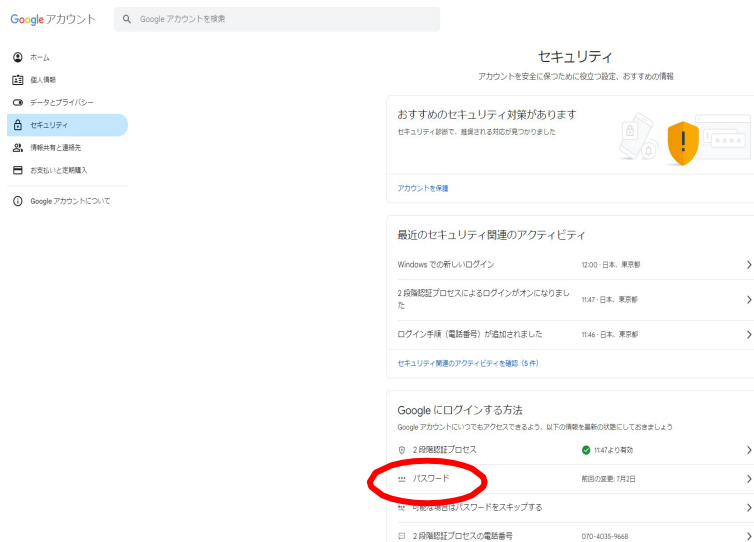 Google アカウント
Google アカウントを検索
ホーム
個人情報
データとプライバシー
セキュリティ
情報共有と連絡先
お支払いと定期購入
Google アカウントについて
セキュリティ
アカウントを安全に保つために役立つ設定、おすすめの情報
おすすめのセキュリティ対策があります
セキュリティ診断で、推奨される対応が見つかりました
アカウントを保護
最近のセキュリティ関連のアクティビティ
Windows での新しいログイン 12:00 · 日本、東京都
2 段階認証プロセスによるログインがオンになりまし
た 11:47 · 日本、東京都
ログイン手順（電話番号）が追加されました 11:46 · 日本、東京都
セキュリティ関連のアクティビティを確認（5 件）
Google にログインする方法
Google アカウントにいつでもアクセスできるよう、以下の情報を最新の状態にしておきましょう
2 段階認証プロセス 11:47より有効
パスワード 前回の変更: 7月2日
可能な場合はパスワードをスキップする
2 段階認証プロセスの電話番号 070-4035-9668